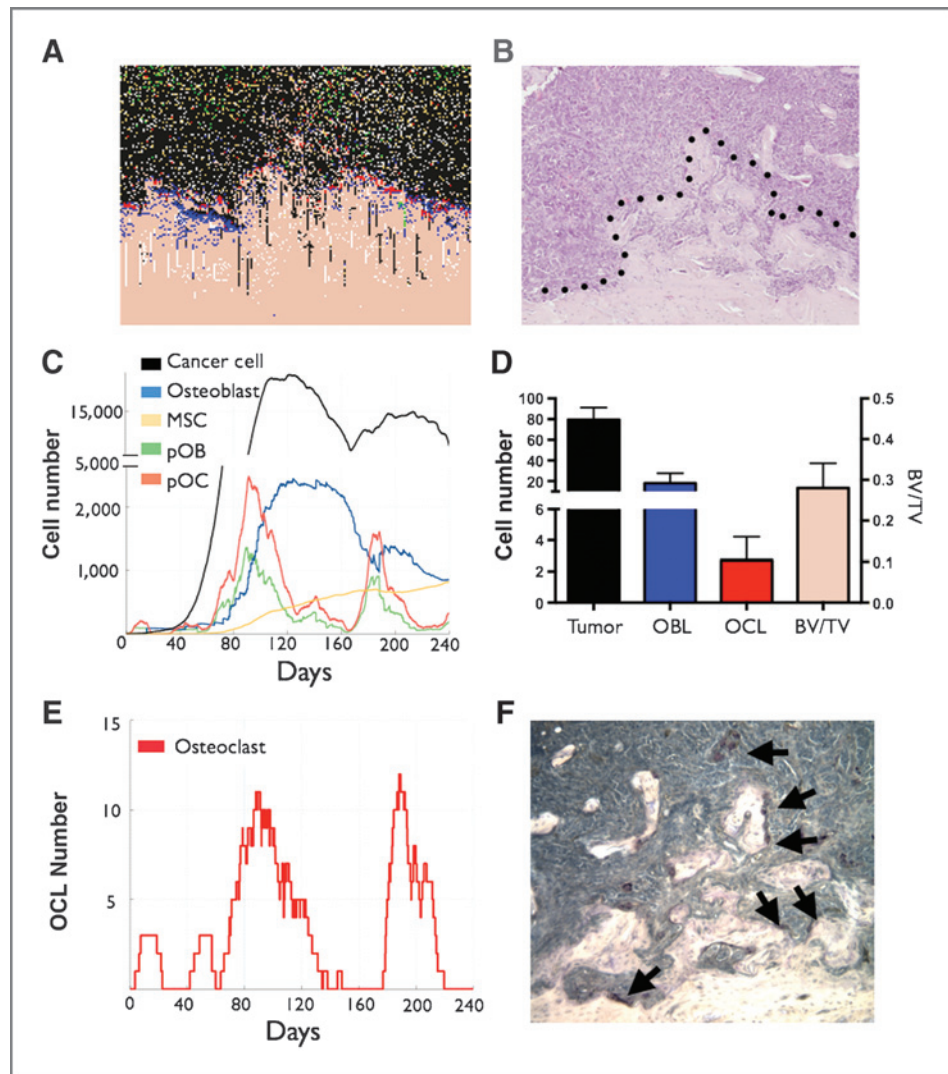 A
B
C
Cancer cell
Osteoblast
MSC
pOB
pOC
15,000
5,000
2,000
1,000
Cell number
0 40 80 120 160 200 240
Days
D
100
80
60
40
20
6
4
2
0
Cell number
0.5
0.4
0.3
0.2
0.1
0.0
BV/TV
Tumor OBL OCL BV/TV
E
Osteoclast
15
10
5
OCL Number
0 40 80 120 160 200 240
Days
F